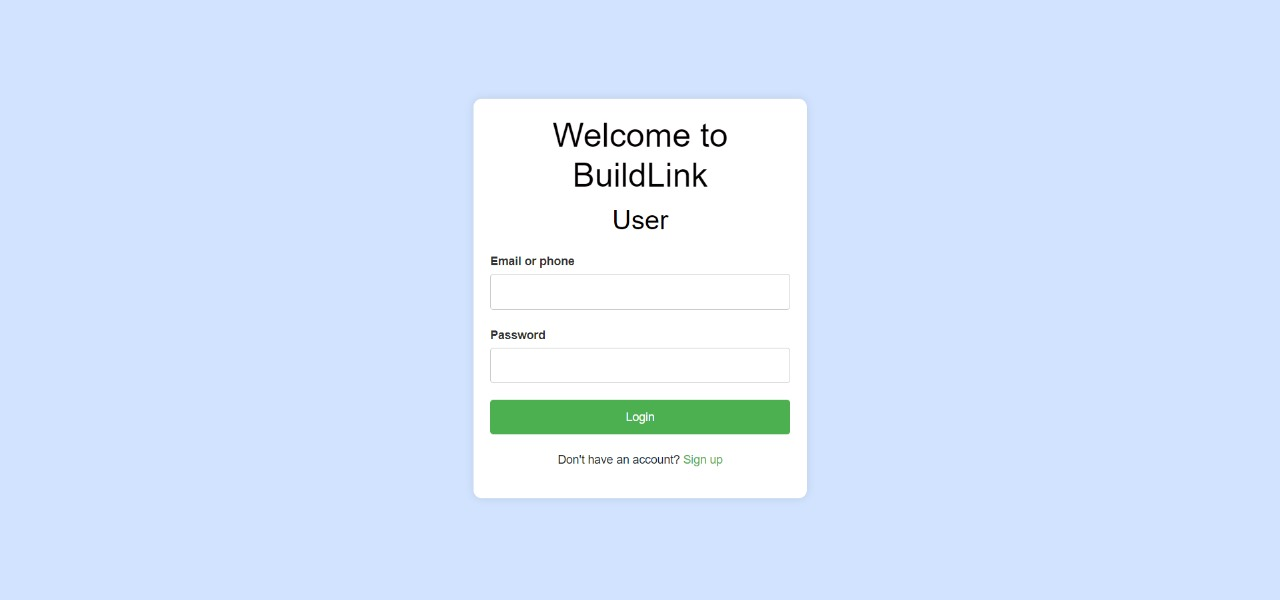 Welcome to
BuildLink
User
Email or phone
Password
Login
Don't have an account? Sign up